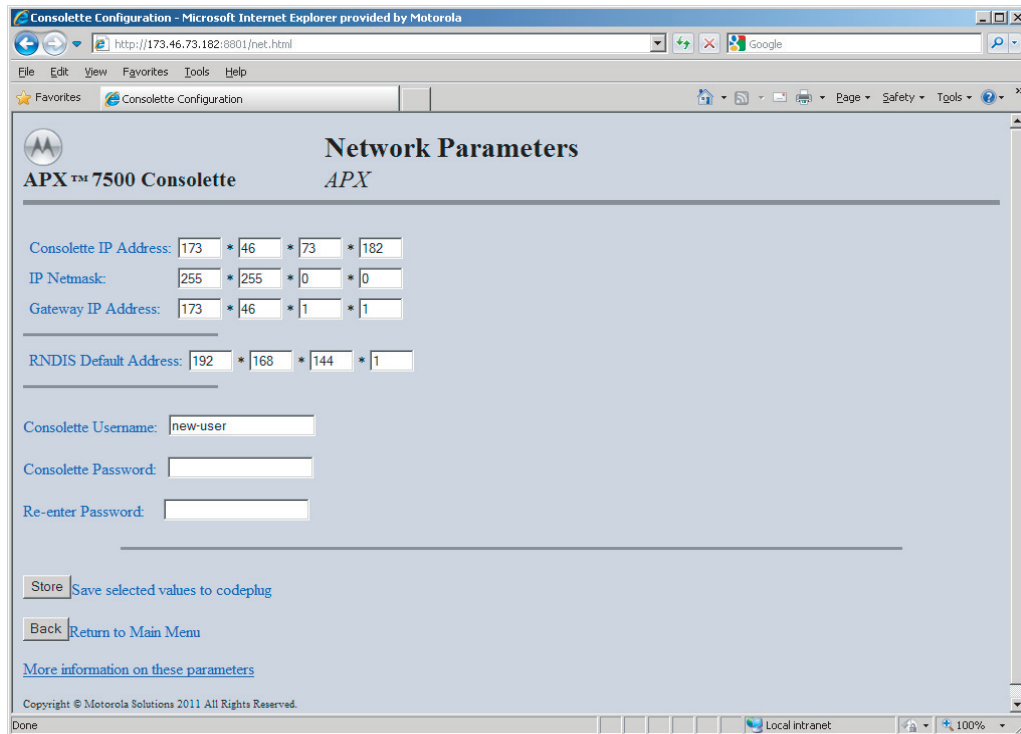 Consolette Configuration - Microsoft Internet Explorer provided by Motorola
http://173.46.73.182:8801/net.html
Google
File Edit View Favorites Tools Help
Favorites Consolette Configuration Page Safety Tools
Network Parameters
APX™ 7500 Consolette APX
Consolette IP Address: 173 * 46 * 73 * 182
IP Netmask: 255 * 255 * 0 * 0
Gateway IP Address: 173 * 46 * 1 * 1
RNDIS Default Address: 192 * 168 * 144 * 1
Consolette Username: new-user
Consolette Password:
Re-enter Password:
Store Save selected values to codeplug
Back Return to Main Menu
More information on these parameters
Copyright © Motorola Solutions 2011 All Rights Reserved.
Done Local intranet 100%